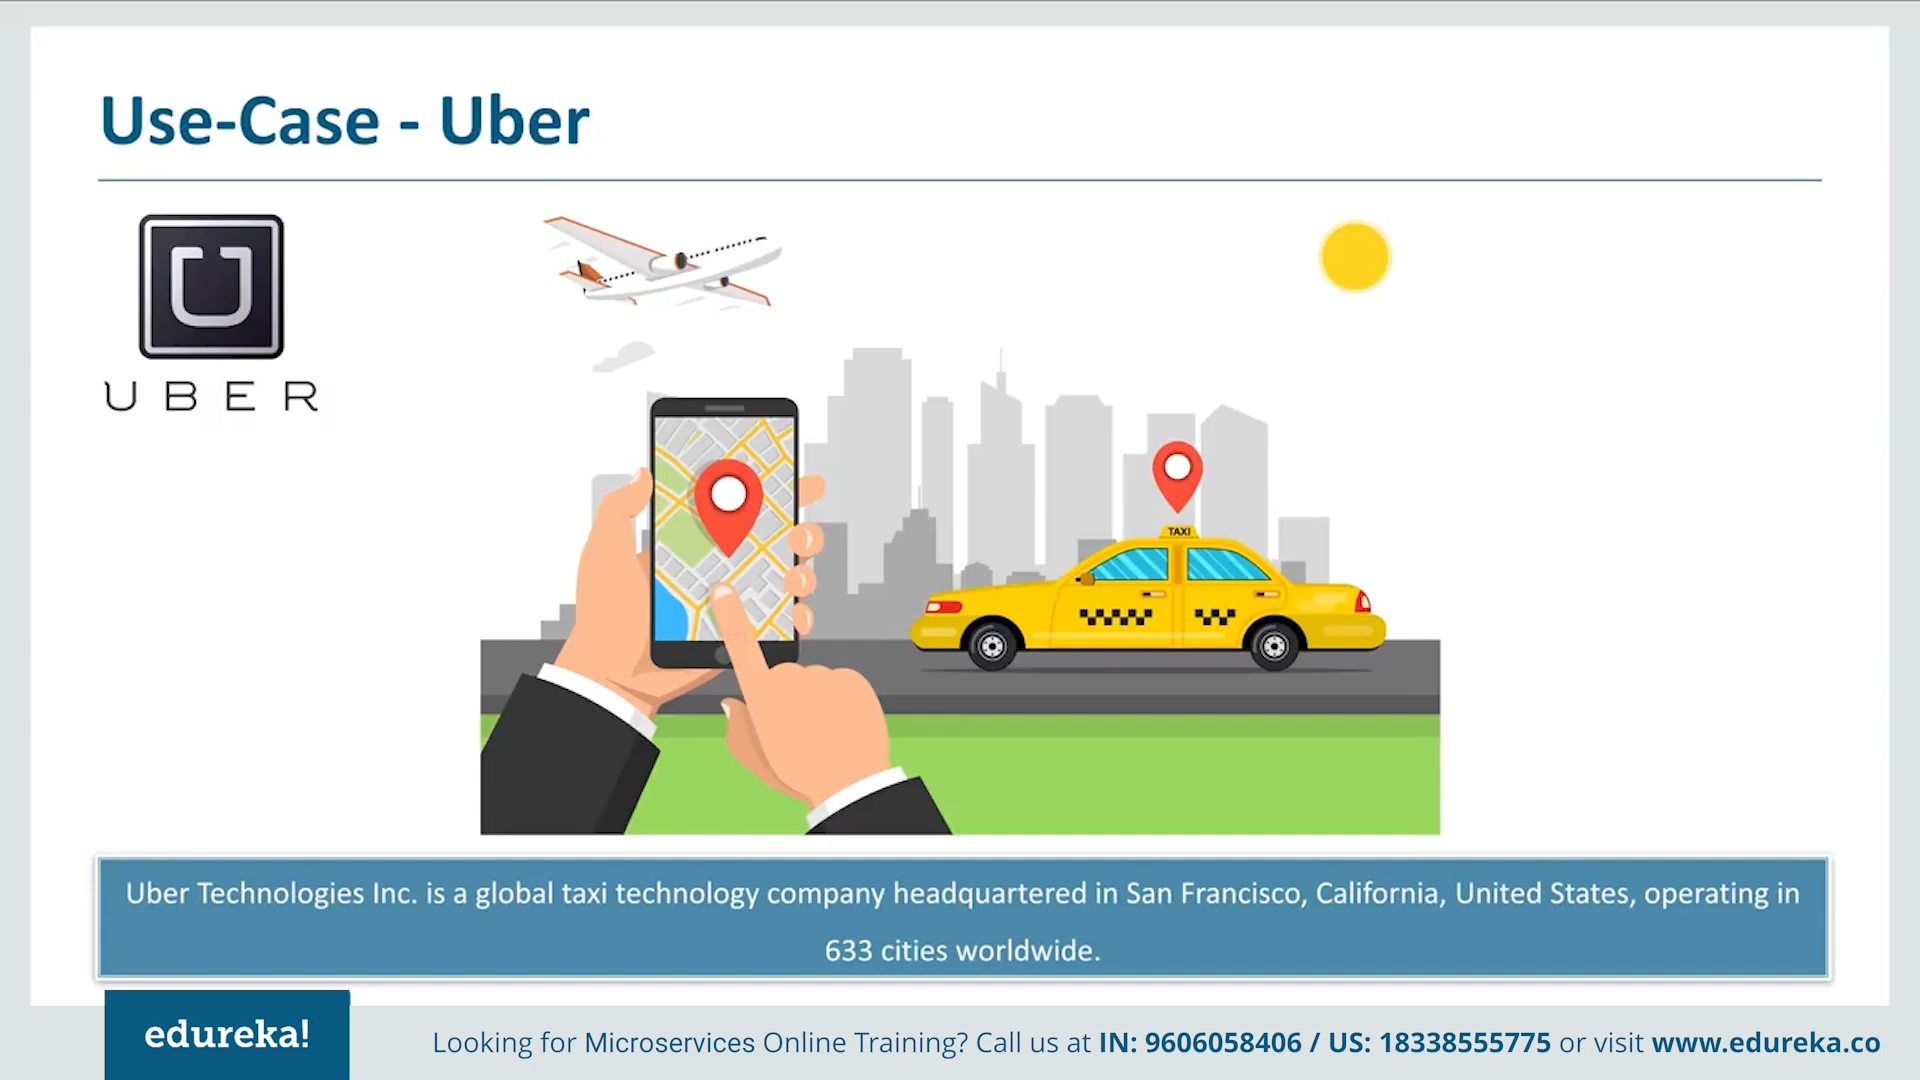 Use-Case - Uber
U
UBER
TAXI
Uber Technologies Inc. is a global taxi technology company headquartered in San Francisco, California, United States, operating in
633 cities worldwide.
edureka!
Looking for Microservices Online Training? Call us at IN: 9606058406 / US: 18338555775 or visit www.edureka.co